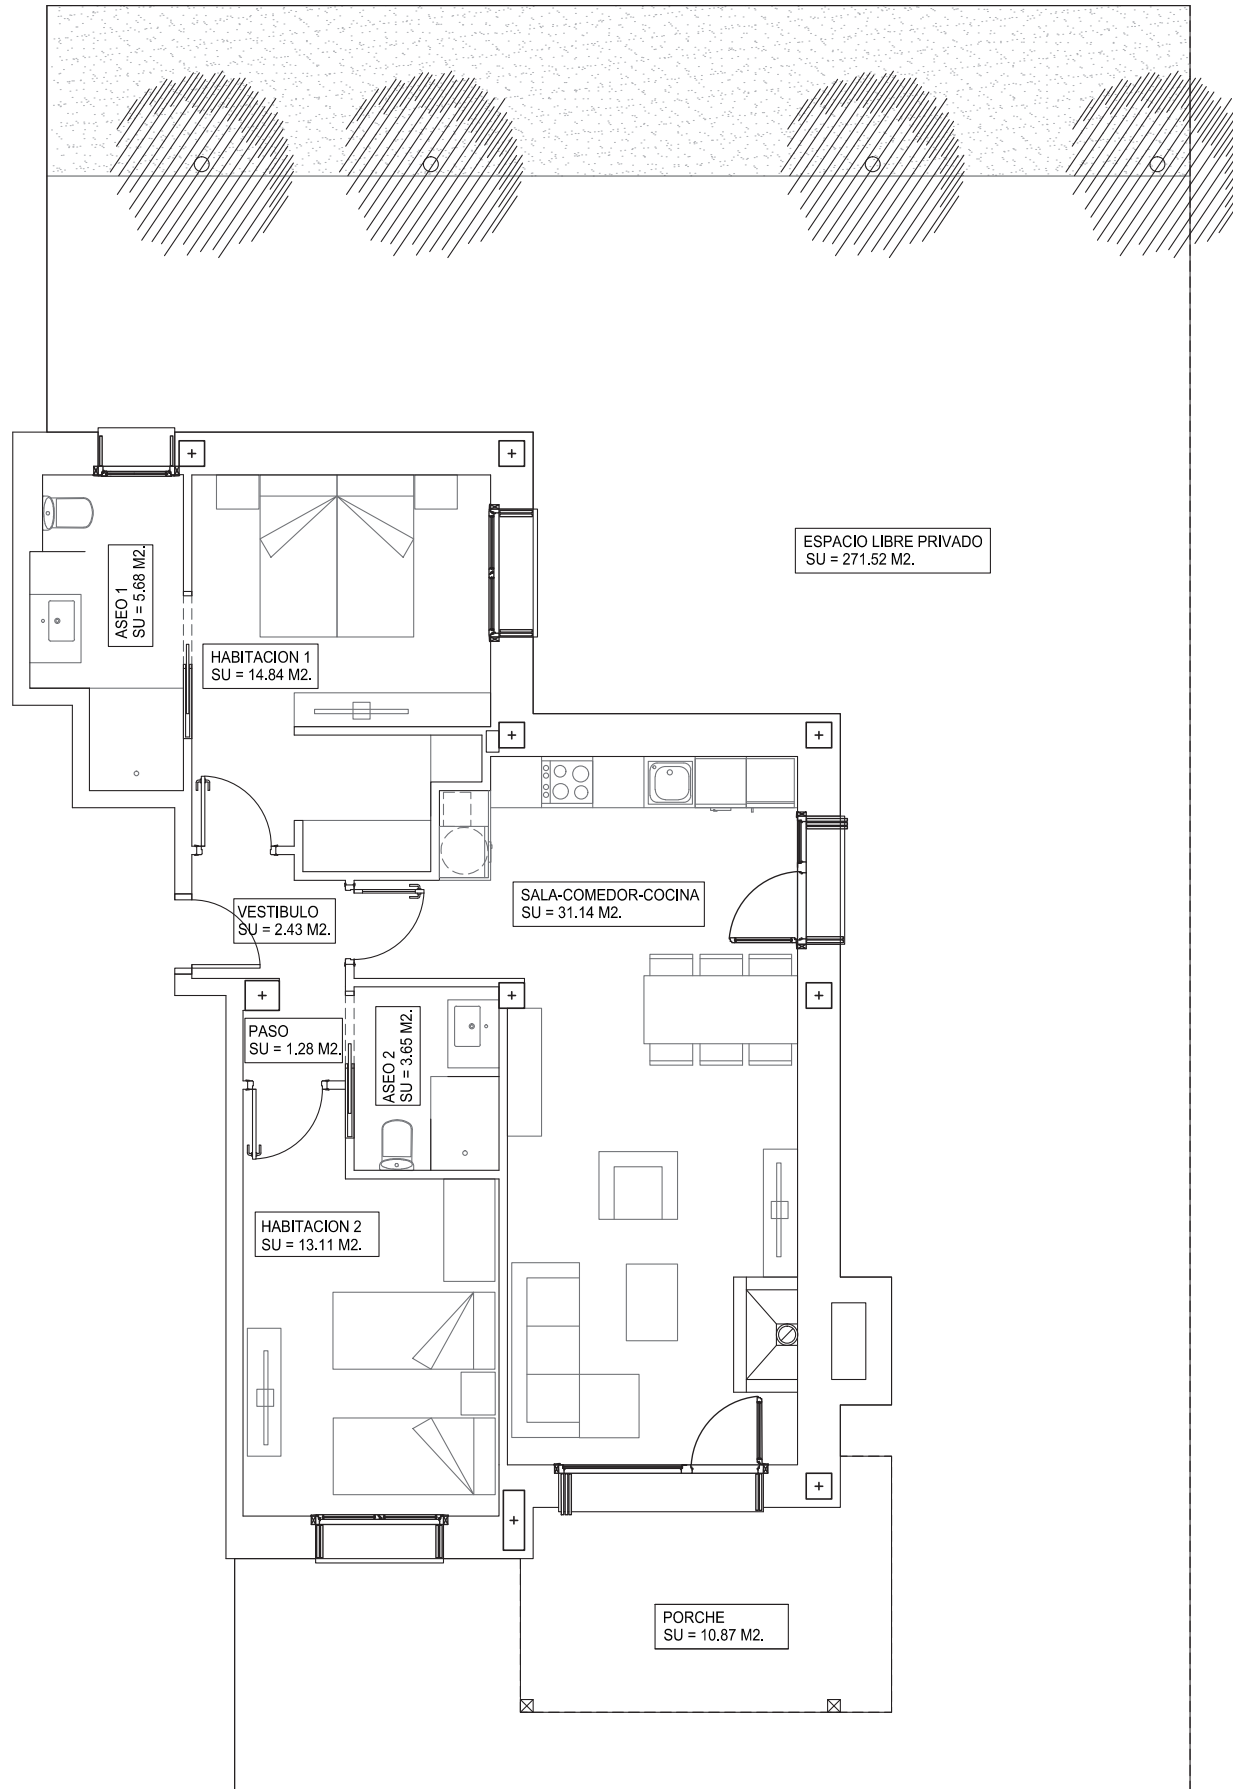 ESPACIO LIBRE PRIVADO
SU = 271.52 M2.
ASEO 1
SU = 5.68 M2.
HABITACION 1
SU = 14.84 M2.
SALA-COMEDOR-COCINA
SU = 31.14 M2.
VESTIBULO
SU = 2.43 M2.
PASO
SU = 1.28 M2.
ASEO 2
SU = 3.65 M2.
HABITACION 2
SU = 13.11 M2.
PORCHE
SU = 10.87 M2.